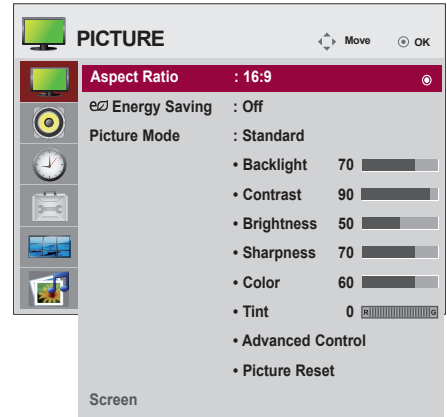 PICTURE Move OK
Aspect Ratio : 16:9
Energy Saving : Off
Picture Mode : Standard
• Backlight 70
• Contrast 90
• Brightness 50
• Sharpness 70
• Color 60
• Tint 0 R G
• Advanced Control
• Picture Reset
Screen